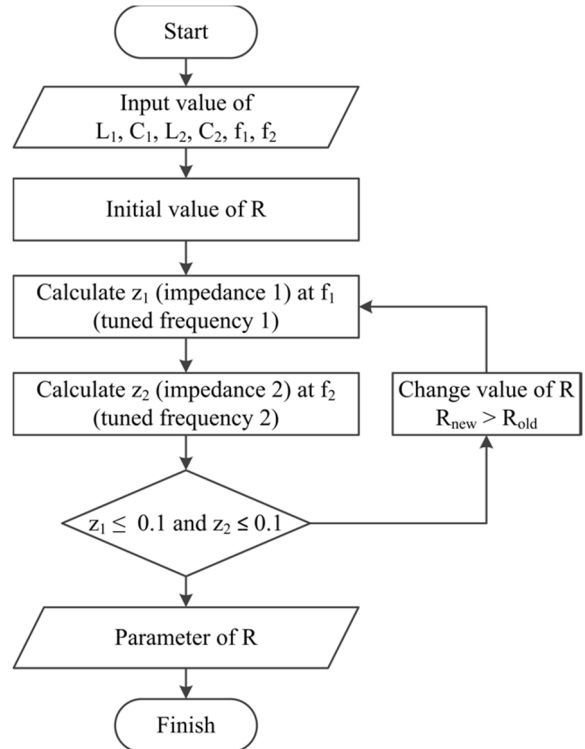 Start
Input value of
L₁, C₁, L₂, C₂, f₁, f₂
Initial value of R
Calculate z₁ (impedance 1) at f₁
(tuned frequency 1)
Calculate z₂ (impedance 2) at f₂
(tuned frequency 2)
Change value of R
Rₙₑw > Rₒₗd
z₁ ≤ 0.1 and z₂ ≤ 0.1
Parameter of R
Finish